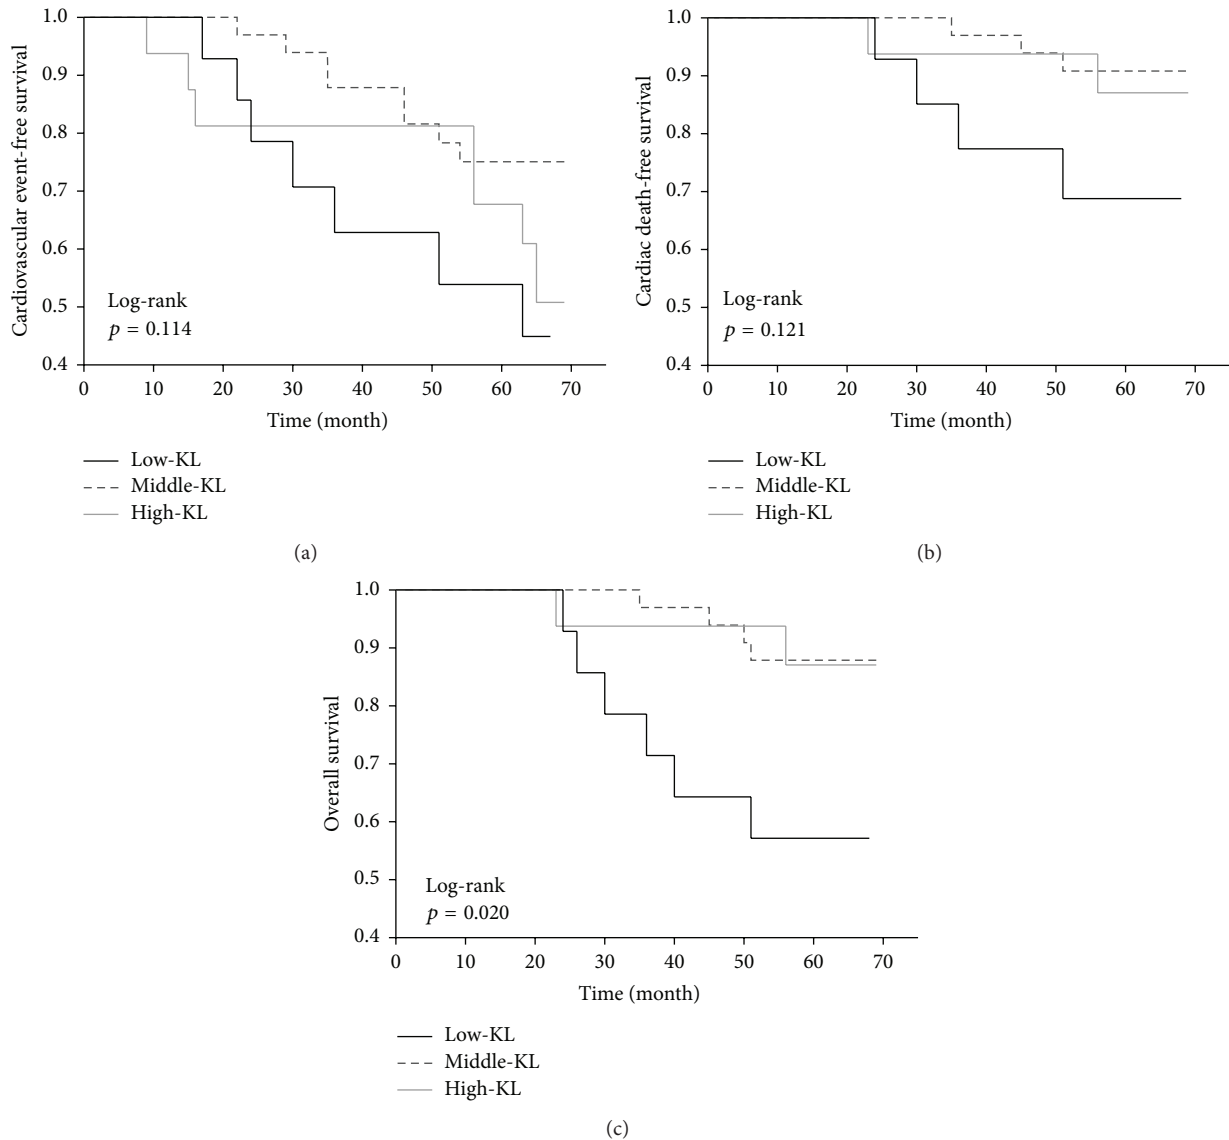 1.0
0.9
0.8
0.7
0.6
0.5
0.4
Cardiovascular event-free survival
Log-rank
p = 0.114
0 10 20 30 40 50 60 70
Time (month)
Low-KL
Middle-KL
High-KL
(a)
1.0
0.9
0.8
0.7
0.6
0.5
0.4
Cardiac death-free survival
Log-rank
p = 0.121
0 10 20 30 40 50 60 70
Time (month)
Low-KL
Middle-KL
High-KL
(b)
1.0
0.9
0.8
0.7
0.6
0.5
0.4
Overall survival
Log-rank
p = 0.020
0 10 20 30 40 50 60 70
Time (month)
Low-KL
Middle-KL
High-KL
(c)